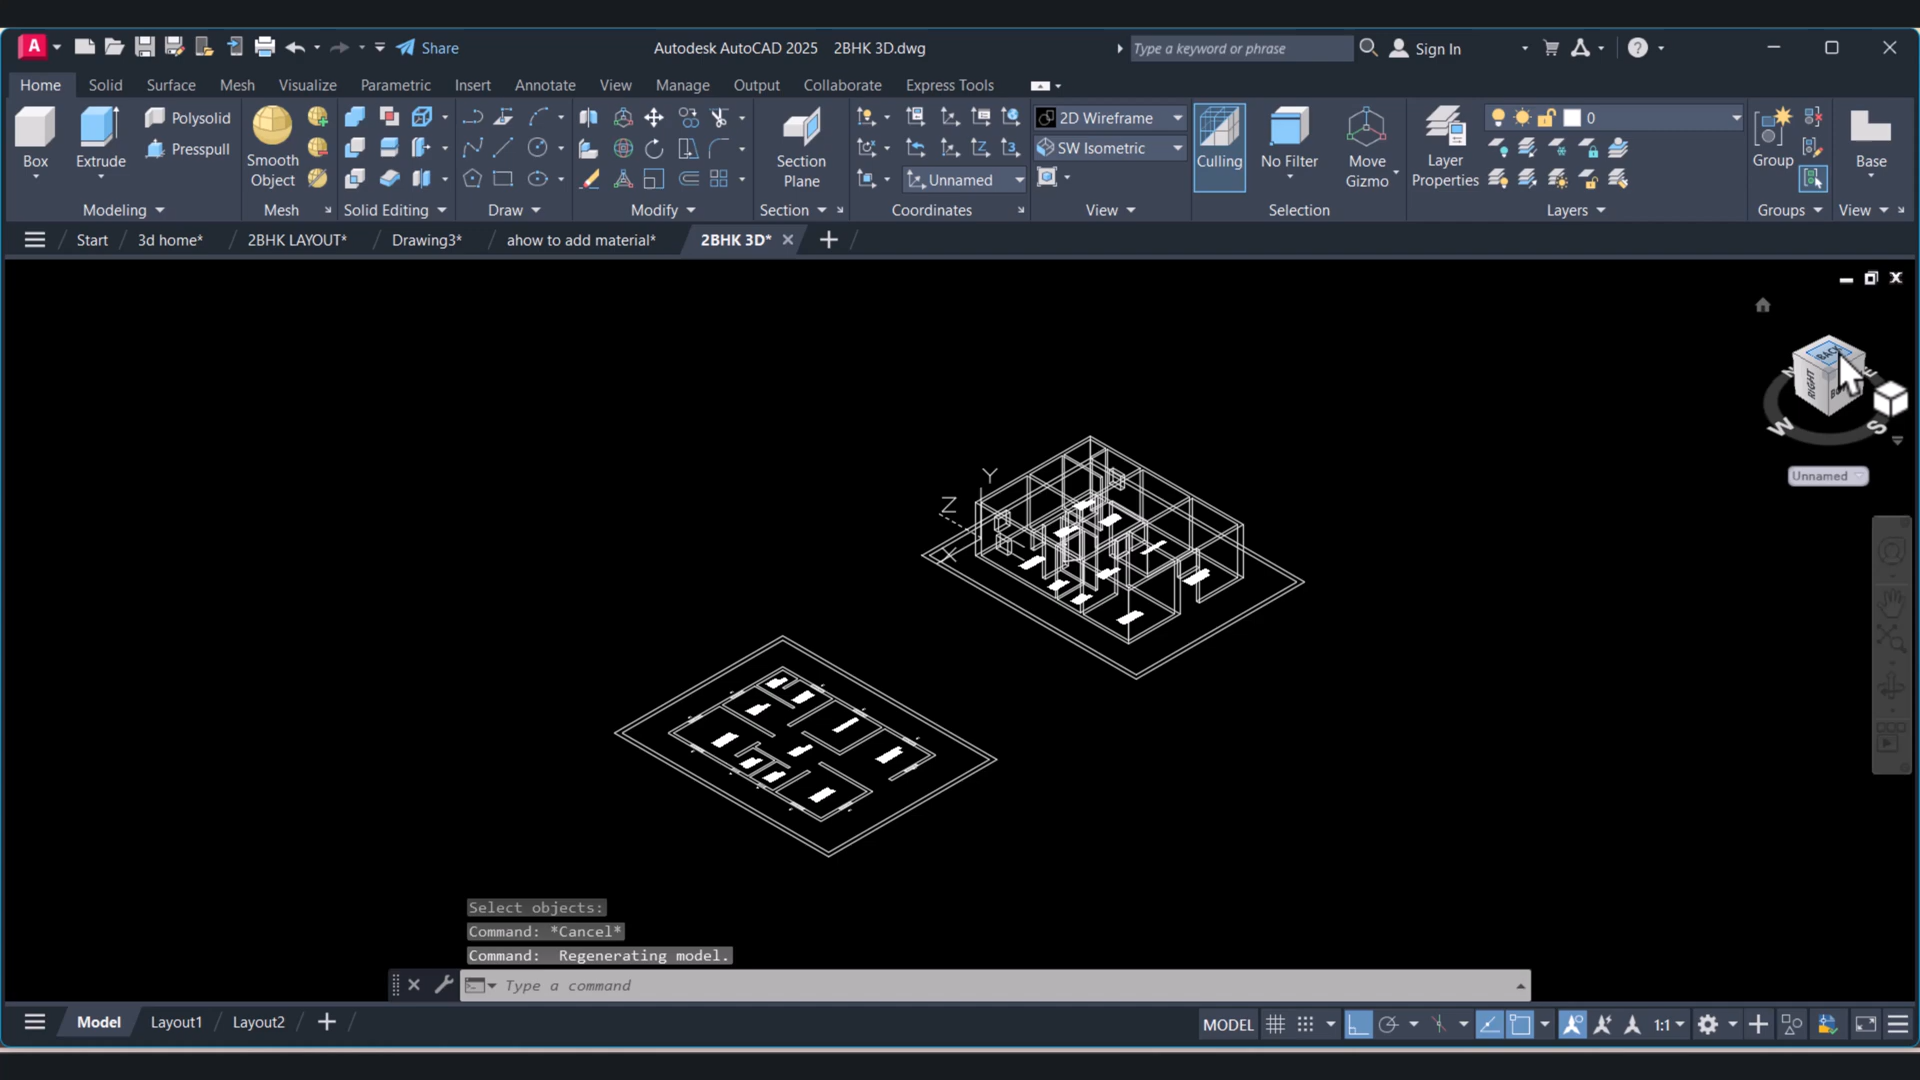 A Share Autodesk AutoCAD 2025 2BHK 3D.dwg Type a keyword or phrase Sign In
Home Solid Surface Mesh Visualize Parametric Insert Annotate View Manage Output Collaborate Express Tools
Box
Extrude
Polysolid
Presspull
Modeling
Smooth
Object
Mesh
Solid Editing
Draw
Modify
Section
Plane
Section
Unnamed
Coordinates
2D Wireframe
SW Isometric
View
Culling
No Filter
Move
Gizmo
Selection
Layer
Properties
0
Layers
Group
Groups
Base
View
Start 3d home* 2BHK LAYOUT* Drawing3* ahow to add material* 2BHK 3D*
BACK
RIGHT
W S
Unnamed
Y
Z
X
Select objects:
Command: *Cancel*
Command: Regenerating model.
Type a command
Model Layout1 Layout2 MODEL 1:1